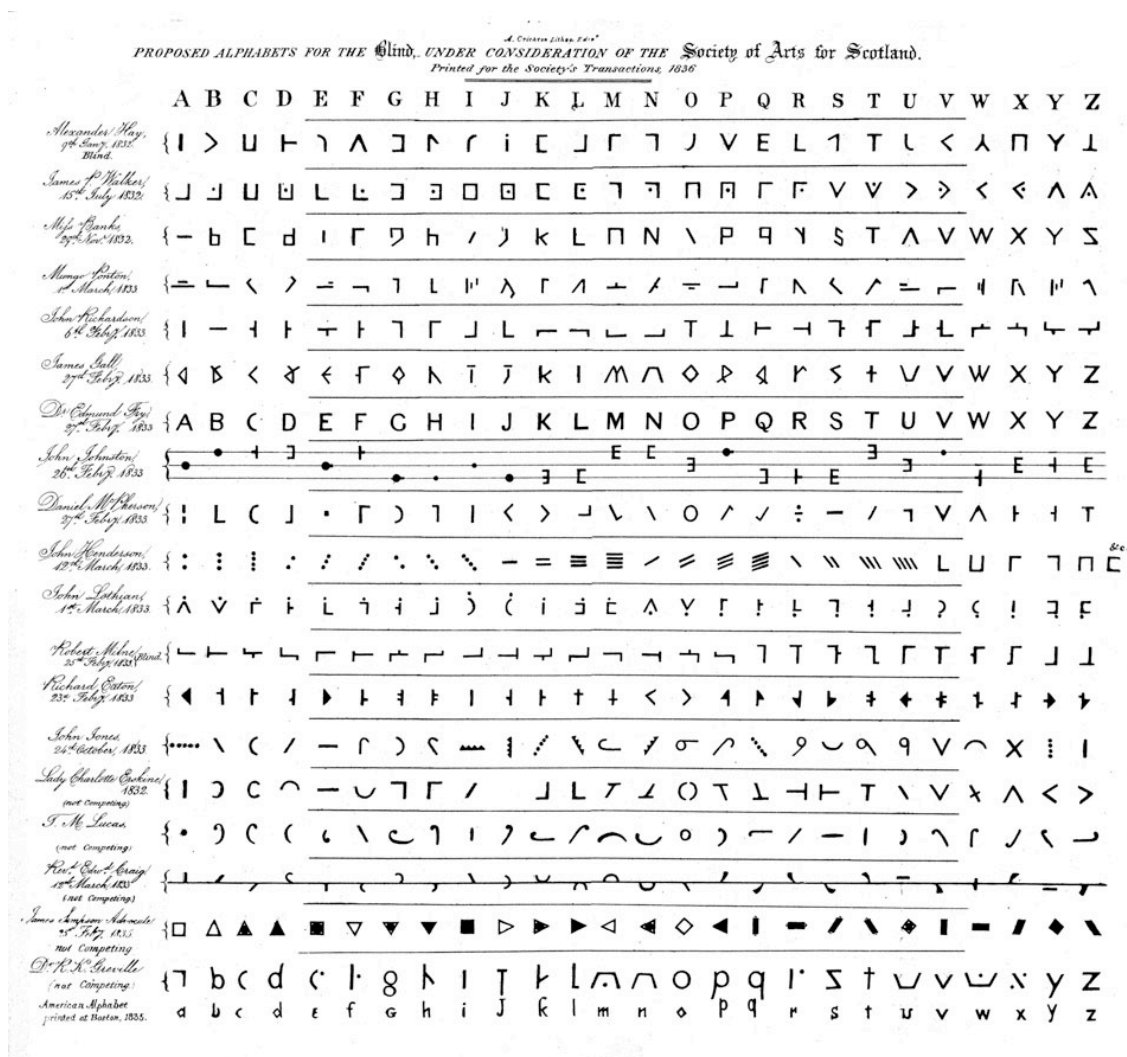 A. Crichton Lithog. Edinr.
PROPOSED ALPHABETS FOR THE Blind, UNDER CONSIDERATION OF THE Society of Arts for Scotland.
Printed for the Society's Transactions, 1836
A B C D E F G H I J K L M N O P Q R S T U V W X Y Z
Alexander Hay,
9th Jany. 1832.
Blind.
James Walker,
15th July 1832.
Miss Banks,
29th Novr. 1832.
Mungo Ponton,
1st March, 1833
John Richardson,
6th Feby. 1833.
James Gall,
27th Feby. 1833.
Dr. Edmund Fry,
27th Feby. 1833
A B C D E F G H I J K L M N O P Q R S T U V W X Y Z
John Johnston,
26th Feby. 1833
Daniel McPherson,
27th Feby. 1833.
John Henderson,
12th March, 1833.
&c.
John Lothian,
1st March, 1833.
Robert Milne, Blind.
25th Feby. 1833.
Richard Eaton,
23d Feby. 1833
John Jones,
24th October, 1833.
Lady Charlotte Erskine,
1832.
(not Competing)
T. M. Lucas,
(not Competing)
Revd. Edwd. Craig,
12th March, 1833
(not Competing)
James Simpson Advocate
25 Feby. 1835
not Competing
Dr. R. K. Greville
(not Competing)
American Alphabet
printed at Boston, 1835.
a b c d e f g h i j k l m n o p q r s t u v w x y z